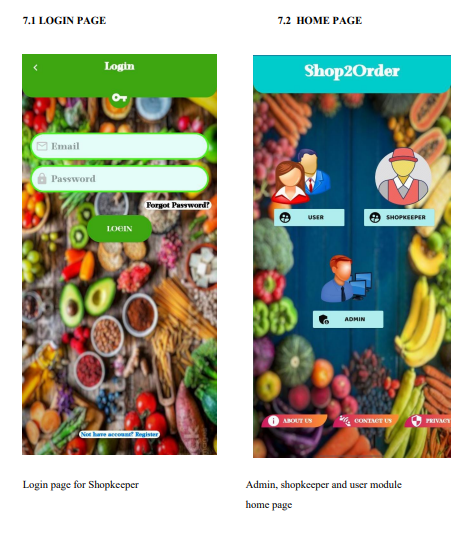 7.1 LOGIN PAGE
7.2 HOME PAGE
Login
Email
Password
Forgot Password?
LOGIN
Not have account? Register
Shop2Order
USER
SHOPKEEPER
ADMIN
ABOUT US
CONTACT US
PRIVACY
Login page for Shopkeeper
Admin, shopkeeper and user module
home page